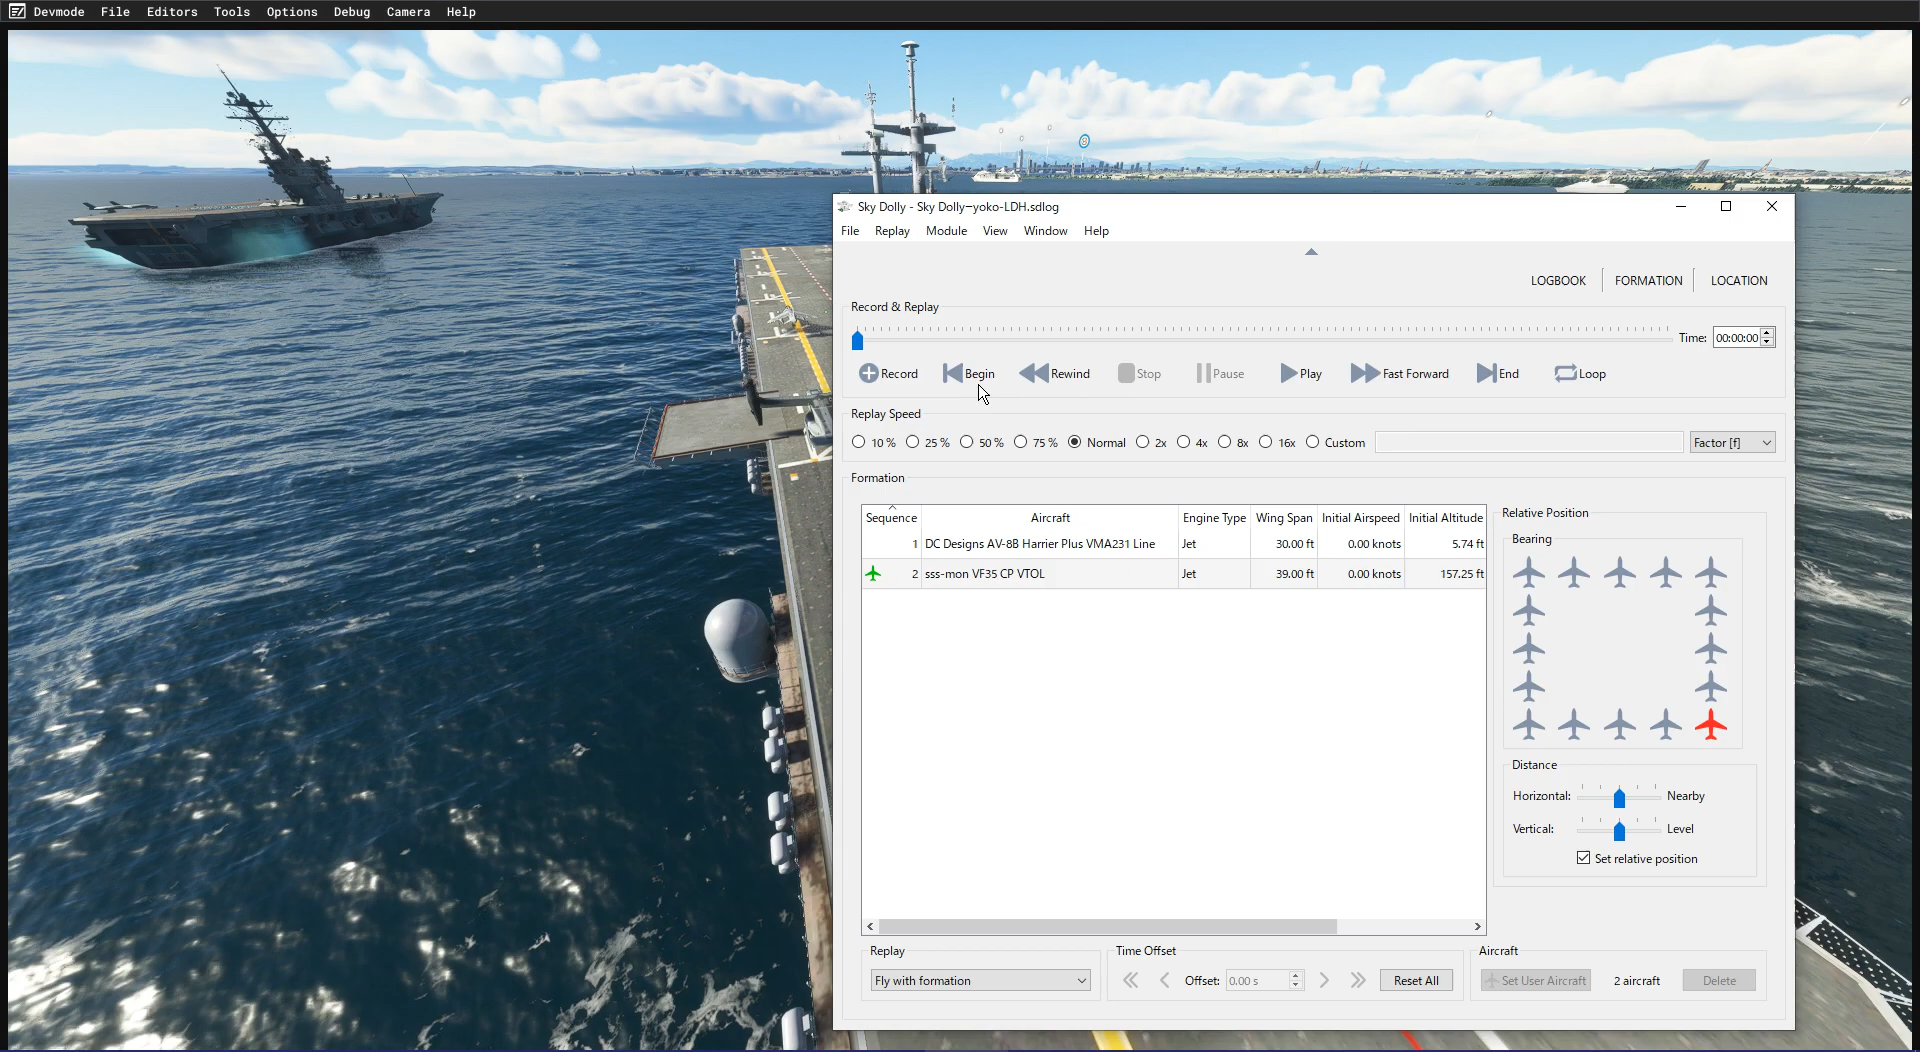 Devmode File Editors Tools Options Debug Camera Help
Sky Dolly - Sky Dolly-yoko-LDH.sdlog
File Replay Module View Window Help
LOGBOOK FORMATION LOCATION
Record & Replay
Time: 00:00:00
Record Begin Rewind Stop Pause Play Fast Forward End Loop
Replay Speed
10 % 25 % 50 % 75 % Normal 2x 4x 8x 16x Custom Factor [f]
Formation
Sequence Aircraft Engine Type Wing Span Initial Airspeed Initial Altitude
1 DC Designs AV-8B Harrier Plus VMA231 Line Jet 30.00 ft 0.00 knots 5.74 ft
2 sss-mon VF35 CP VTOL Jet 39.00 ft 0.00 knots 157.25 ft
Relative Position
Bearing
Distance
Horizontal: Nearby
Vertical: Level
Set relative position
Replay
Fly with formation
Time Offset
Offset: 0.00 s Reset All
Aircraft
Set User Aircraft 2 aircraft Delete